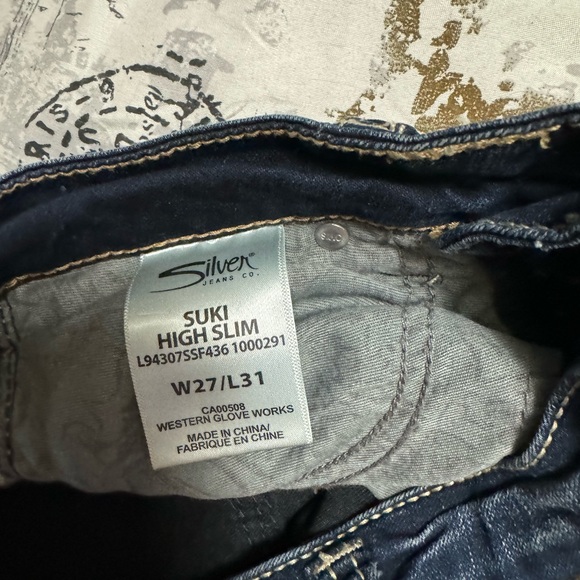 Silver®
JEANS CO.
SUKI
HIGH SLIM
L94307SSF436 1000291
W27/L31
CA00508
WESTERN GLOVE WORKS
MADE IN CHINA/
FABRIQUÉ EN CHINE